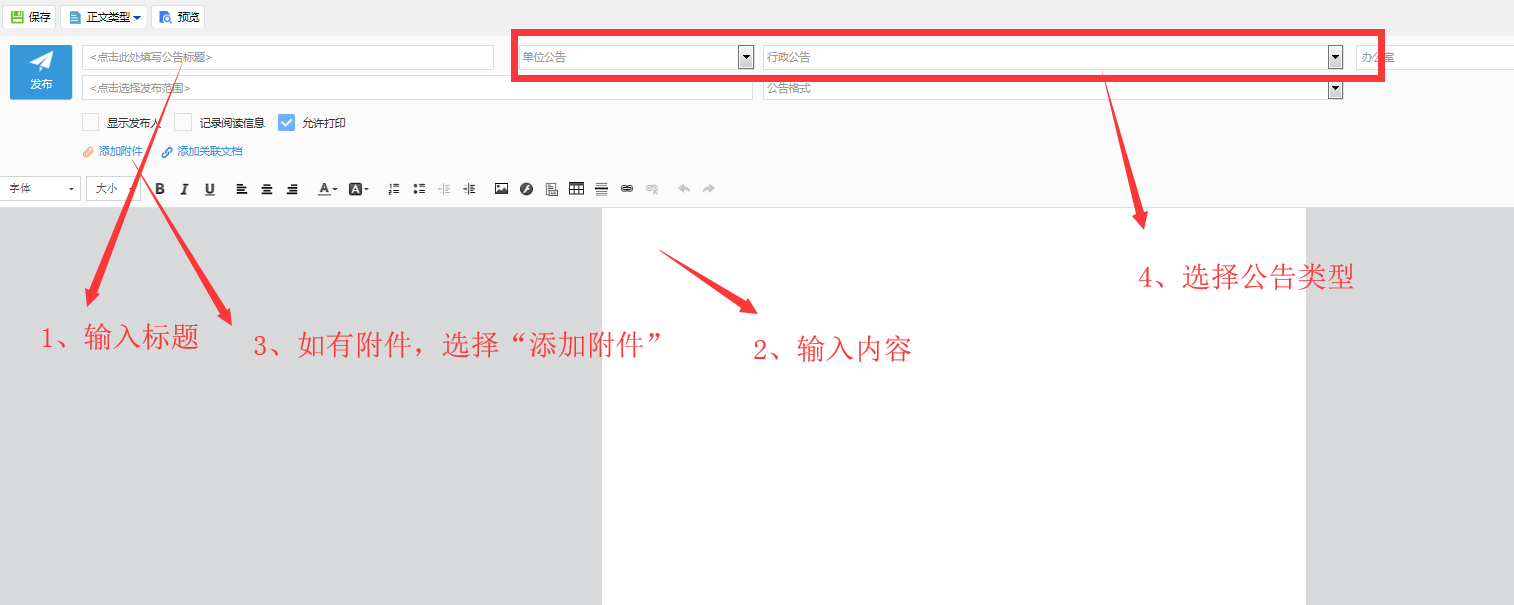 保存 正文类型 预览
<点击此处填写公告标题> 单位公告 行政公告 办公室
发布
<点击选择发布范围> 公告格式
显示发布人 记录阅读信息 允许打印
添加附件 添加关联文档
字体 大小 B I U A A
4、选择公告类型
1、输入标题
3、如有附件，选择“添加附件”
2、输入内容